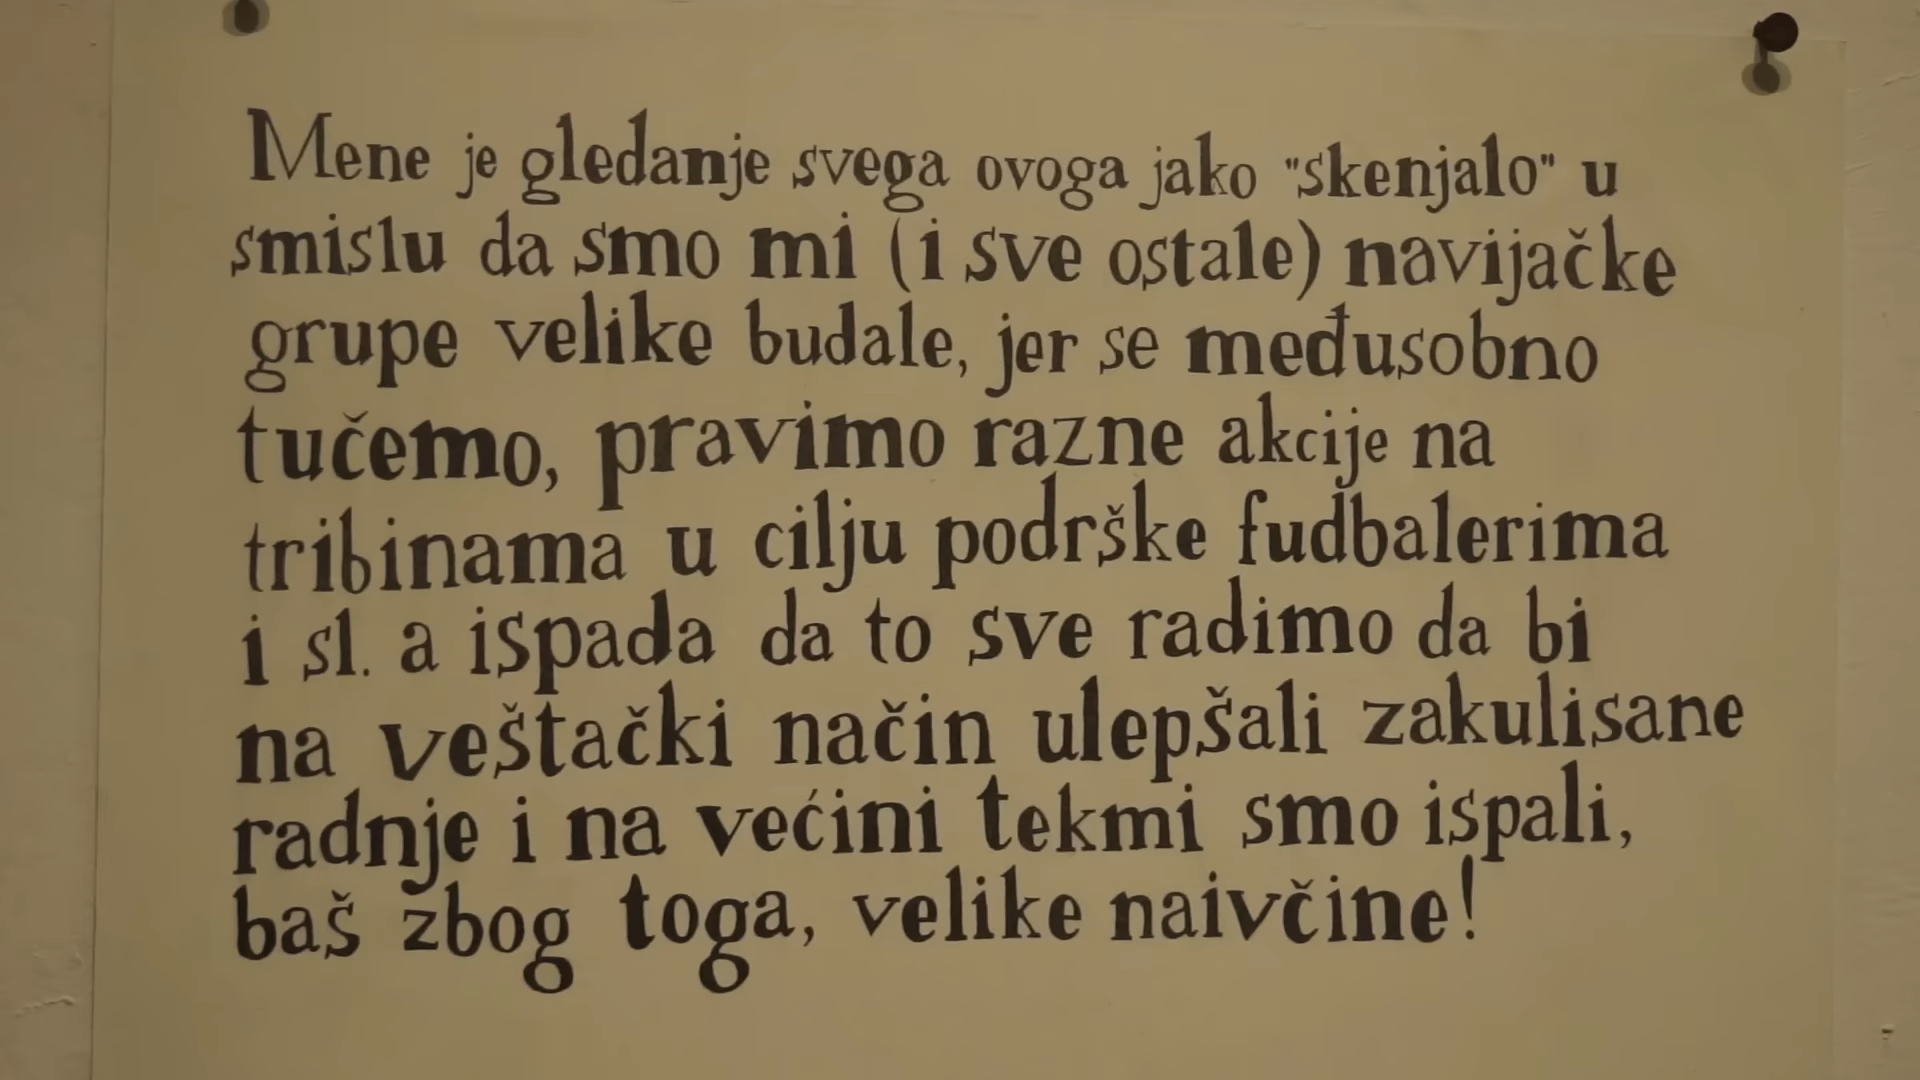 Mene je gledanje svega ovoga jako "skenjalo" u
smislu da smo mi (i sve ostale) navijačke
grupe velike budale, jer se međusobno
tučemo, pravimo razne akcije na
tribinama u cilju podrške fudbalerima
i sl. a ispada da to sve radimo da bi
na veštački način ulepšali zakulisane
radnje i na većini tekmi smo ispali,
baš zbog toga, velike naivčine!